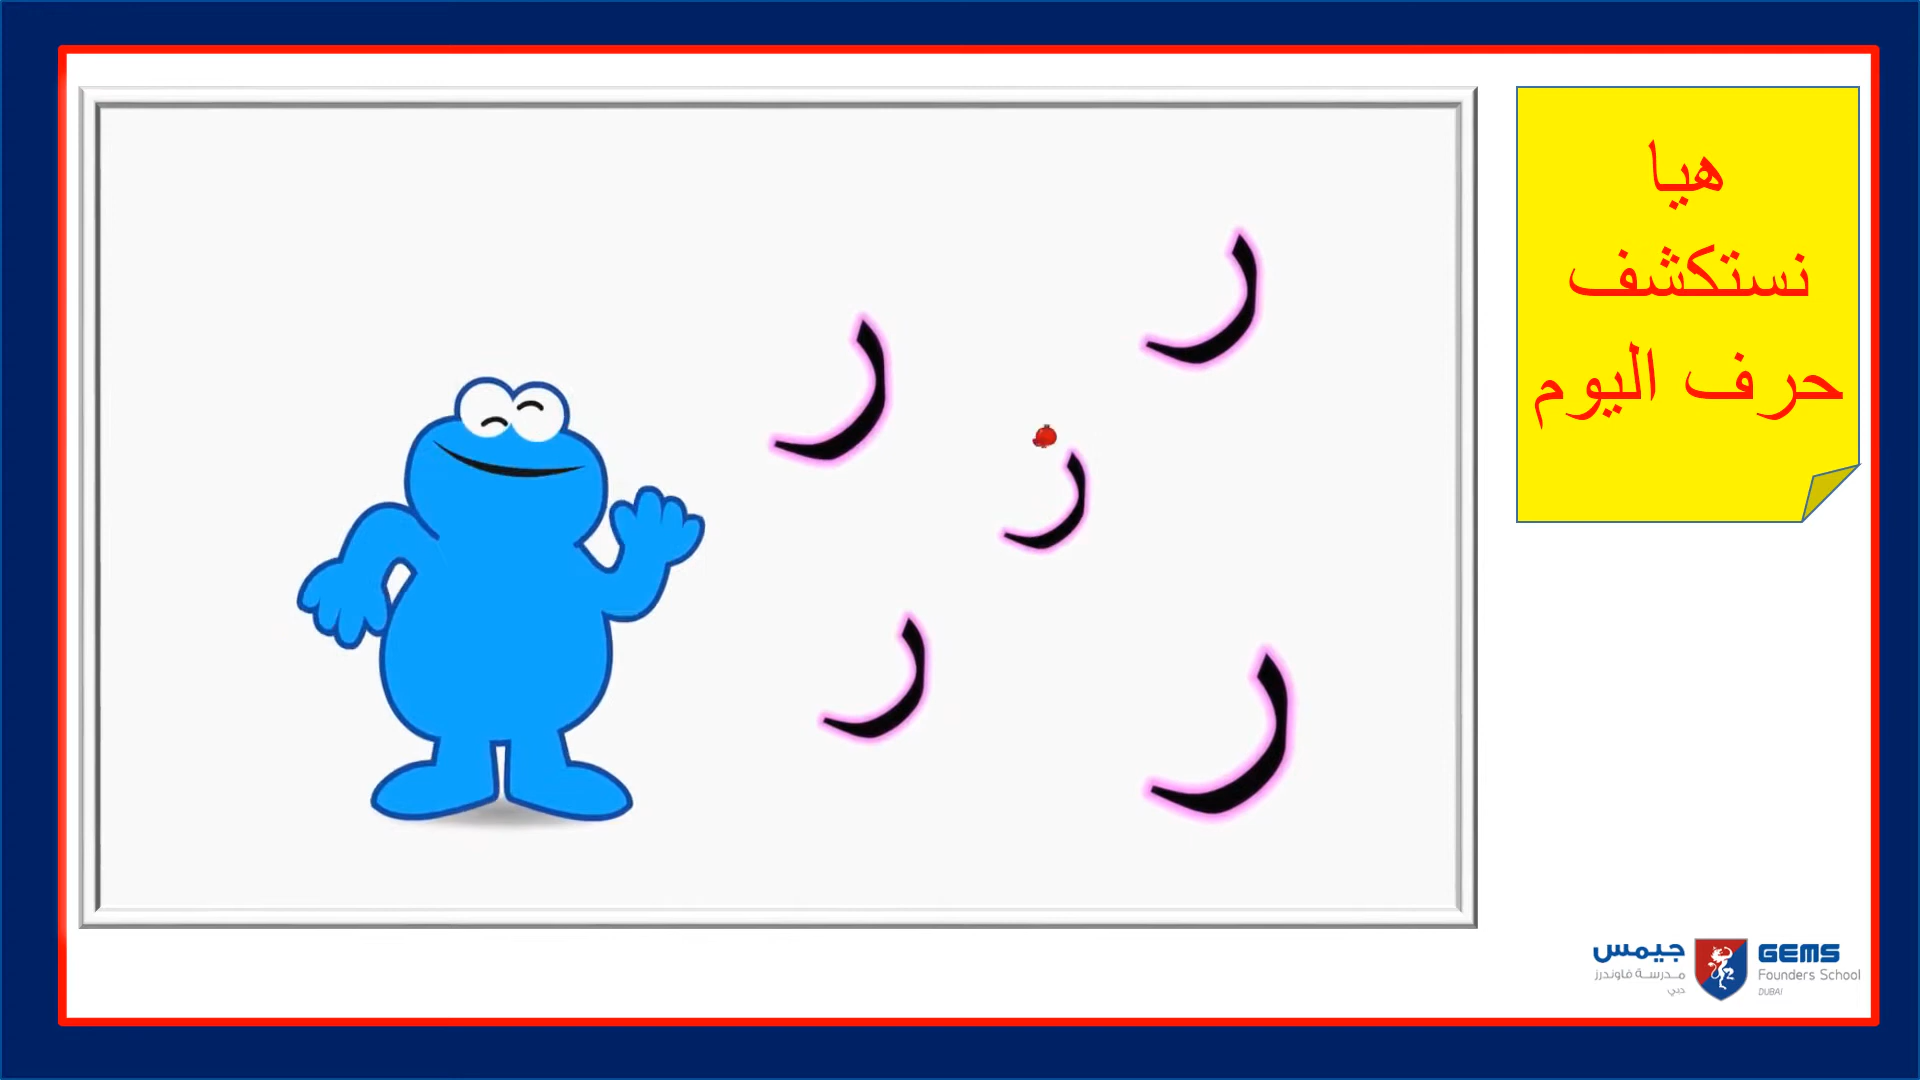 هيا
نستكشف
حرف اليوم
ر
ر
ر
ر
ر
جيمس
مدرسة فاوندرز
دبي
GEMS
Founders School
DUBAI